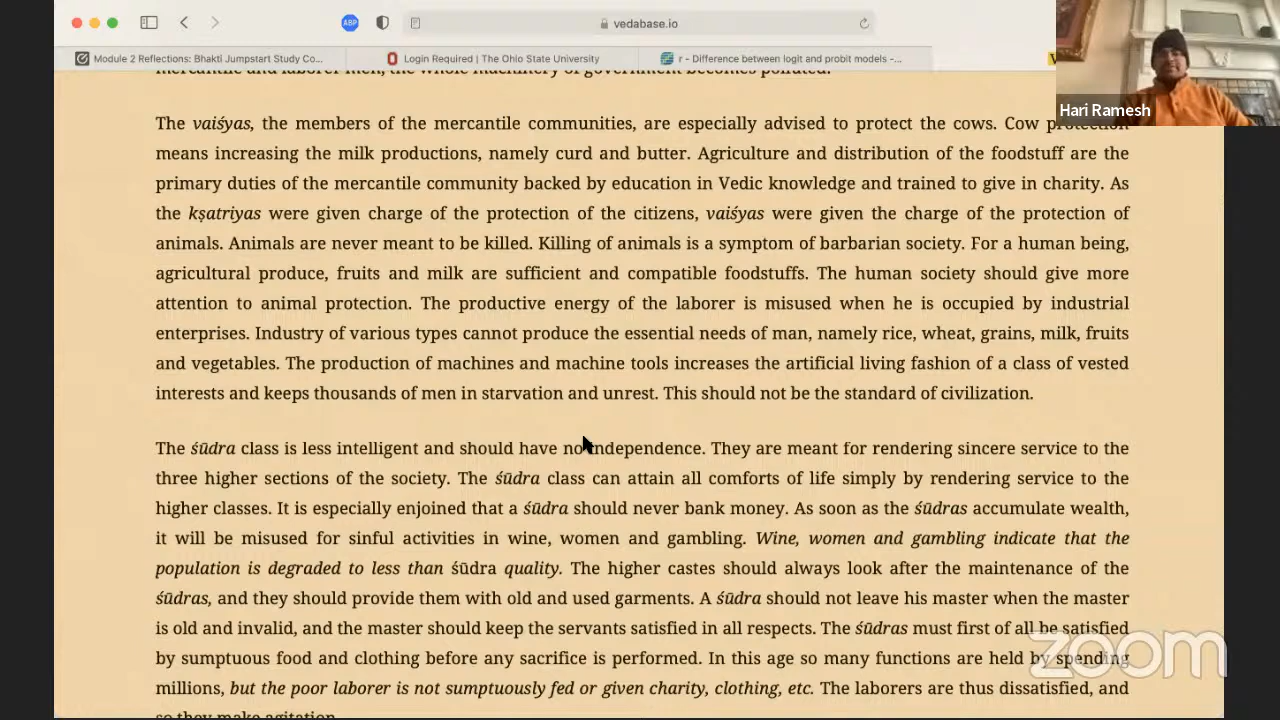 ABP
vedabase.io
Module 2 Reflections: Bhakti Jumpstart Study Co...
Login Required | The Ohio State University
r - Difference between logit and probit models -...
Hari Ramesh
mercantile and laborer men, the whole machinery of government becomes polluted.
The vaiśyas, the members of the mercantile communities, are especially advised to protect the cows. Cow protection
means increasing the milk productions, namely curd and butter. Agriculture and distribution of the foodstuff are the
primary duties of the mercantile community backed by education in Vedic knowledge and trained to give in charity. As
the kṣatriyas were given charge of the protection of the citizens, vaiśyas were given the charge of the protection of
animals. Animals are never meant to be killed. Killing of animals is a symptom of barbarian society. For a human being,
agricultural produce, fruits and milk are sufficient and compatible foodstuffs. The human society should give more
attention to animal protection. The productive energy of the laborer is misused when he is occupied by industrial
enterprises. Industry of various types cannot produce the essential needs of man, namely rice, wheat, grains, milk, fruits
and vegetables. The production of machines and machine tools increases the artificial living fashion of a class of vested
interests and keeps thousands of men in starvation and unrest. This should not be the standard of civilization.
The śūdra class is less intelligent and should have no independence. They are meant for rendering sincere service to the
three higher sections of the society. The śūdra class can attain all comforts of life simply by rendering service to the
higher classes. It is especially enjoined that a śūdra should never bank money. As soon as the śūdras accumulate wealth,
it will be misused for sinful activities in wine, women and gambling. Wine, women and gambling indicate that the
population is degraded to less than śūdra quality. The higher castes should always look after the maintenance of the
śūdras, and they should provide them with old and used garments. A śūdra should not leave his master when the master
is old and invalid, and the master should keep the servants satisfied in all respects. The śūdras must first of all be satisfied
by sumptuous food and clothing before any sacrifice is performed. In this age so many functions are held by spending
millions, but the poor laborer is not sumptuously fed or given charity, clothing, etc. The laborers are thus dissatisfied, and
so they make agitation.
zoom